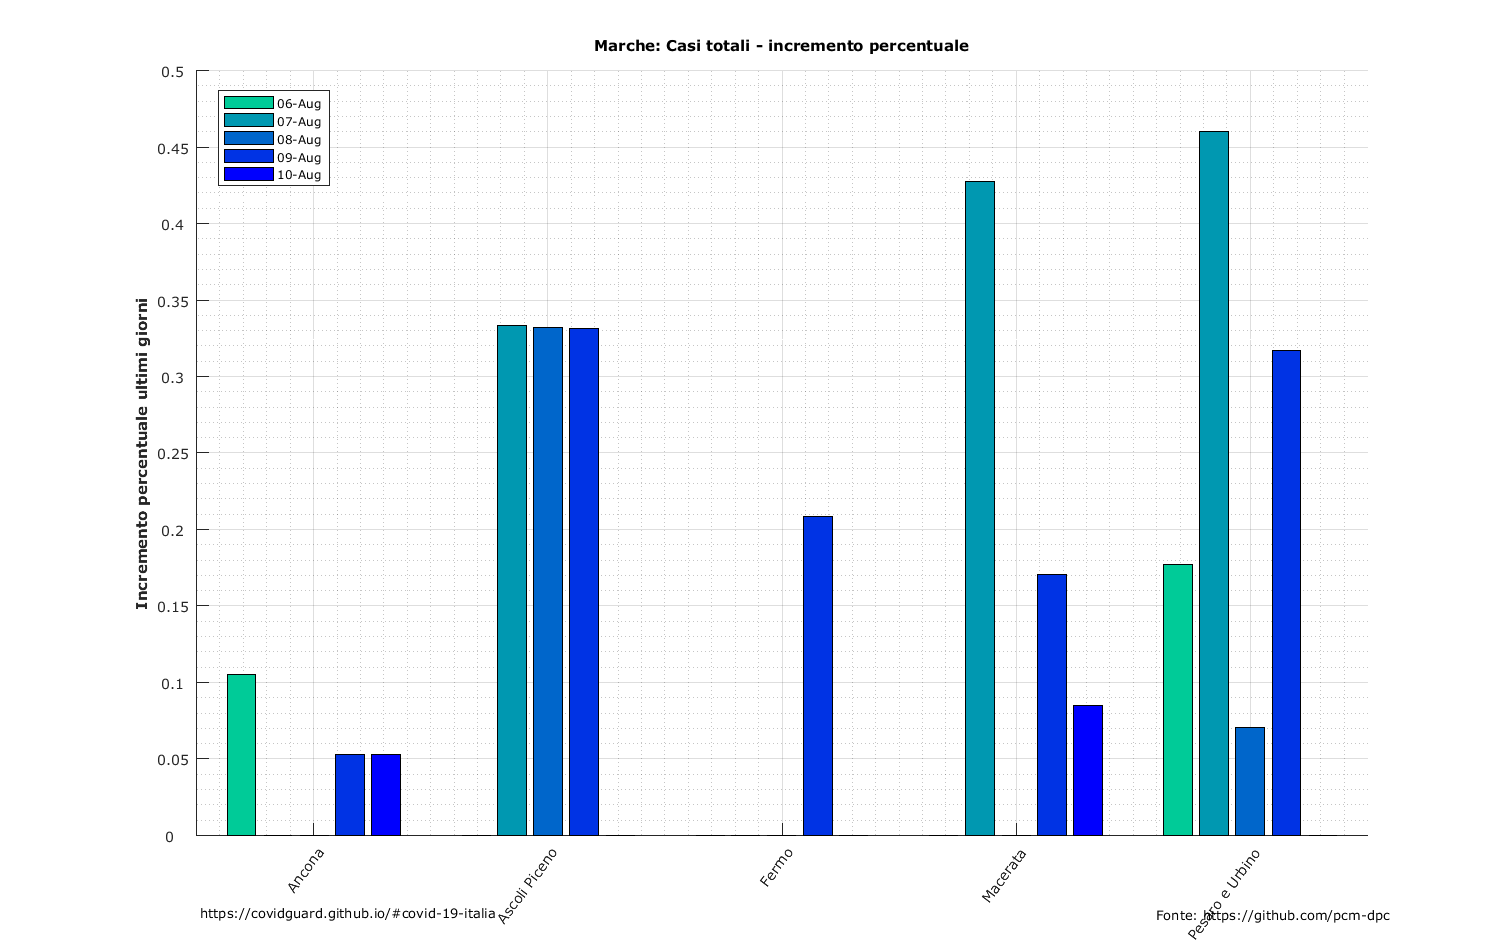 Marche: Casi totali - incremento percentuale
0.5
0.45
0.4
0.35
0.3
0.25
0.2
0.15
0.1
0.05
0
Incremento percentuale ultimi giorni
06-Aug
07-Aug
08-Aug
09-Aug
10-Aug
Ancona
Ascoli Piceno
Fermo
Macerata
Pesaro e Urbino
https://covidguard.github.io/#covid-19-italia
Fonte: https://github.com/pcm-dpc